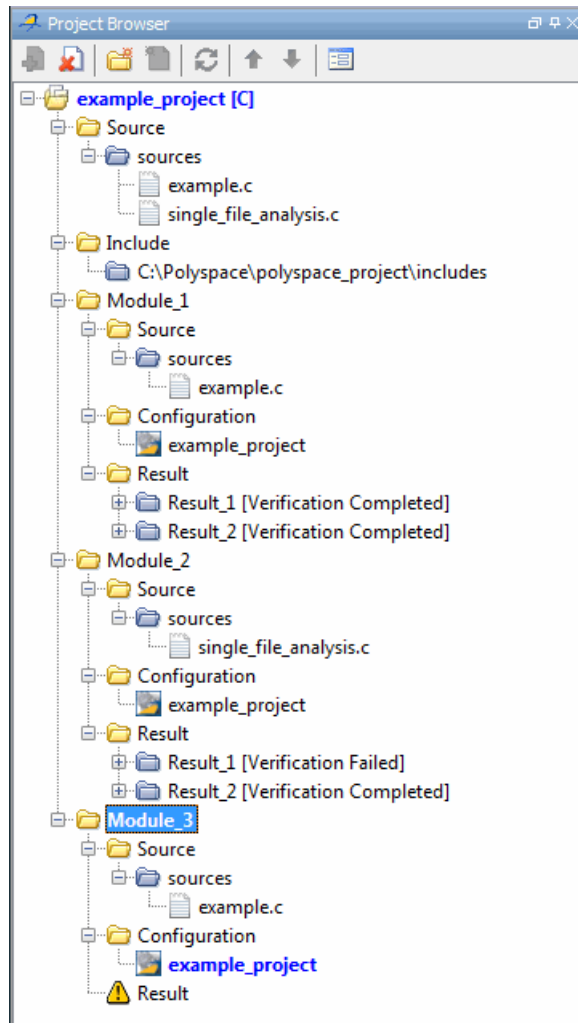 Project Browser
example_project [C]
Source
sources
example.c
single_file_analysis.c
Include
C:\Polyspace\polyspace_project\includes
Module_1
Source
sources
example.c
Configuration
example_project
Result
Result_1 [Verification Completed]
Result_2 [Verification Completed]
Module_2
Source
sources
single_file_analysis.c
Configuration
example_project
Result
Result_1 [Verification Failed]
Result_2 [Verification Completed]
Module_3
Source
sources
example.c
Configuration
example_project
Result